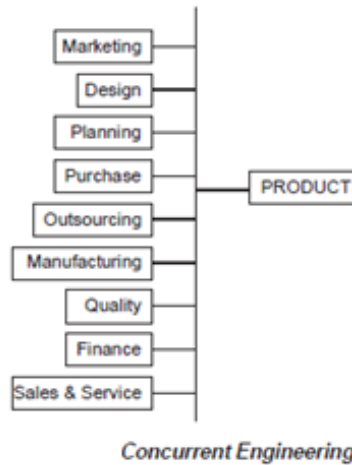 Marketing
Design
Planning
Purchase
PRODUCT
Outsourcing
Manufacturing
Quality
Finance
Sales & Service
Concurrent Engineering